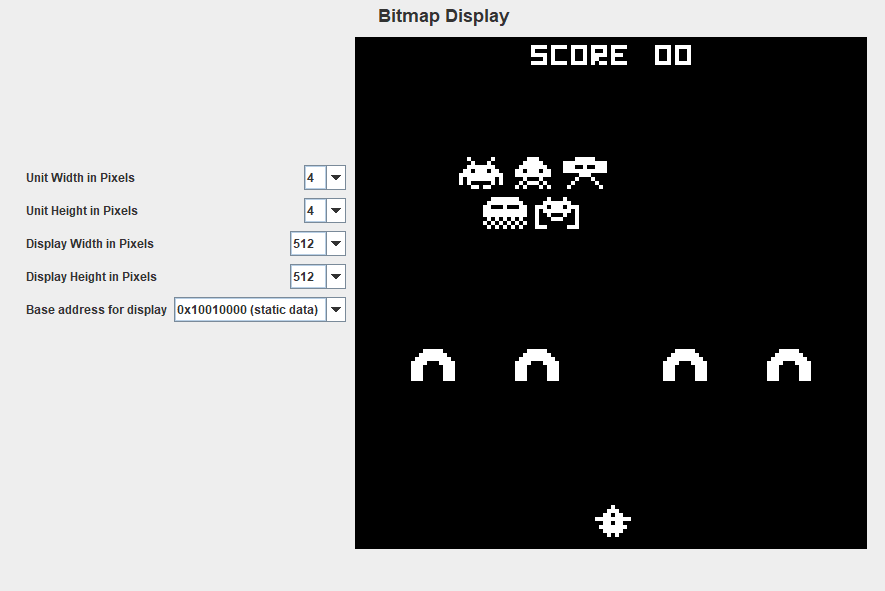 Bitmap Display
SCORE 00
Unit Width in Pixels 4
Unit Height in Pixels 4
Display Width in Pixels 512
Display Height in Pixels 512
Base address for display 0x10010000 (static data)